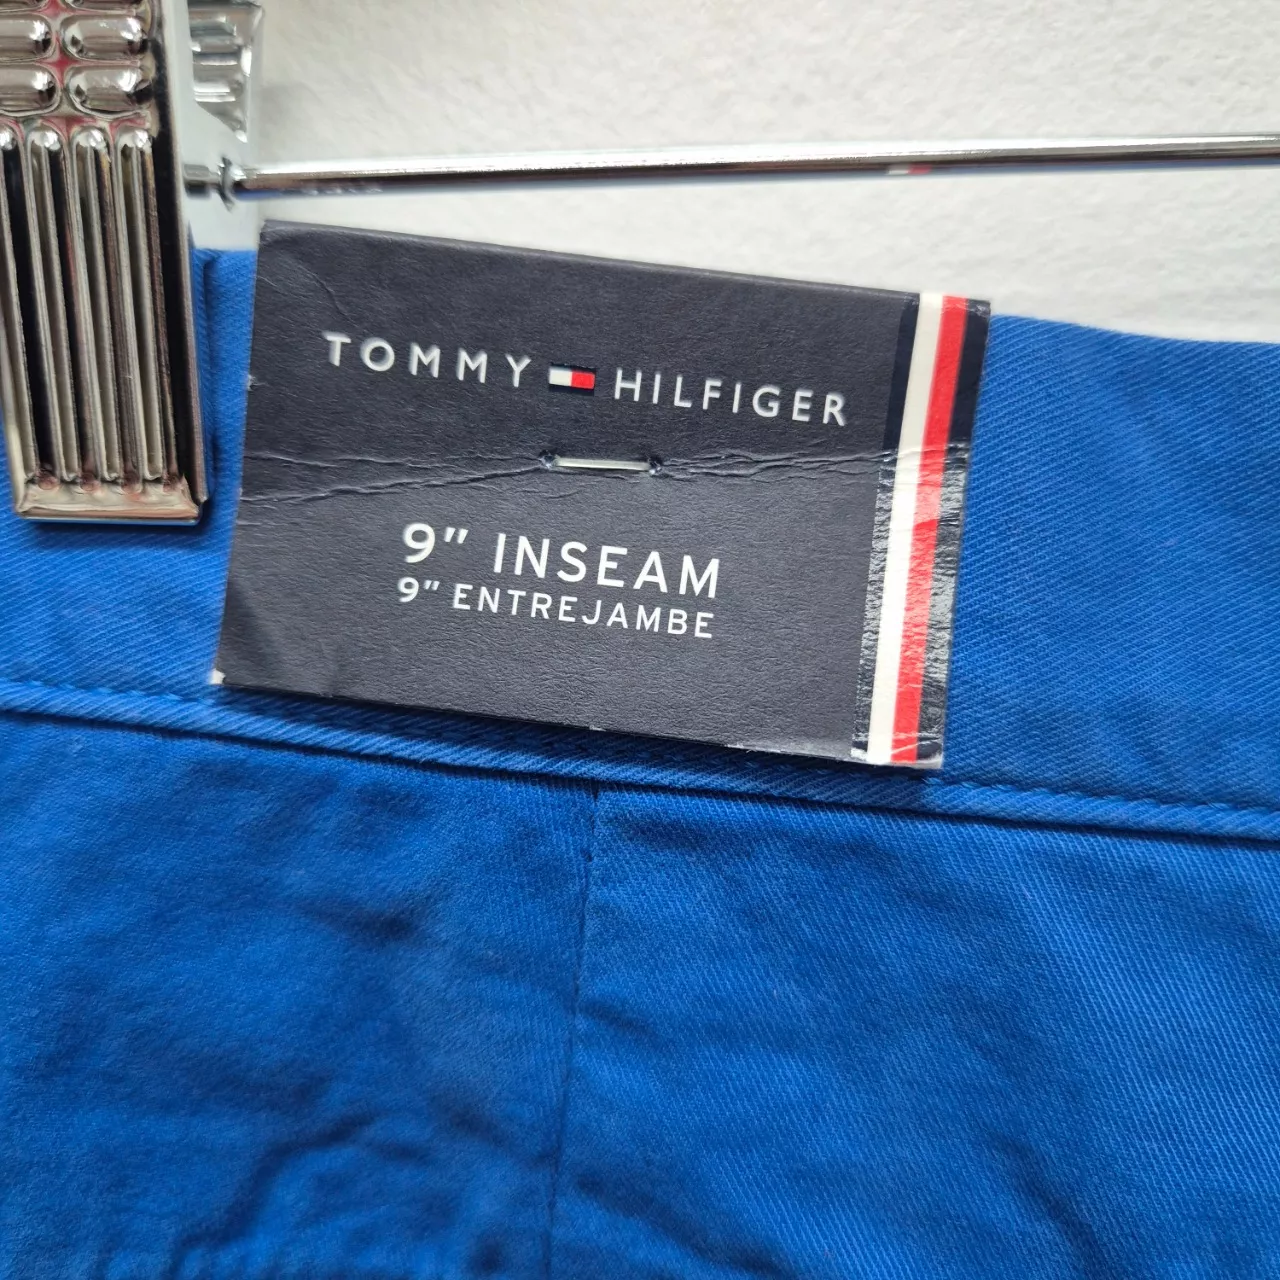 TOMMY HILFIGER
9" INSEAM
9" ENTREJAMBE